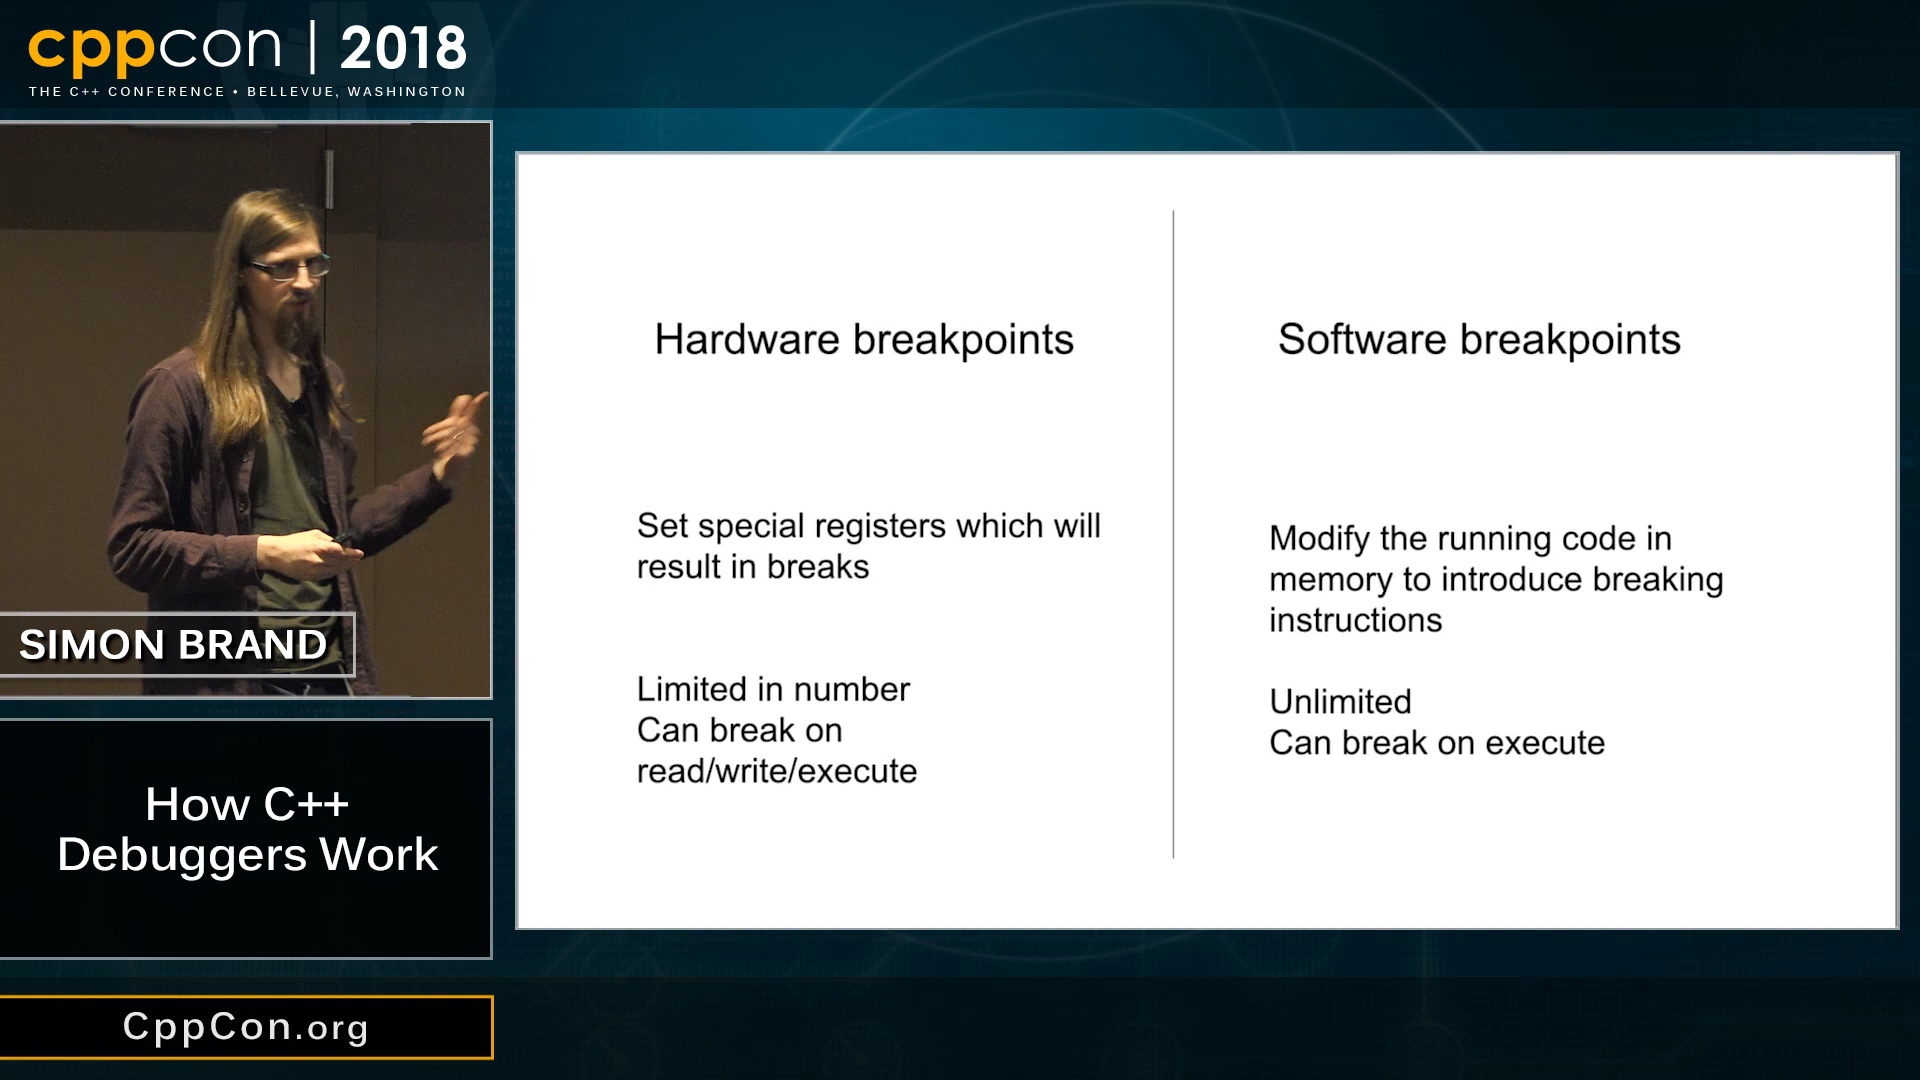 cppcon | 2018
THE C++ CONFERENCE • BELLEVUE, WASHINGTON
SIMON BRAND
How C++
Debuggers Work
CppCon.org
Hardware breakpoints
Set special registers which will
result in breaks
Limited in number
Can break on
read/write/execute
Software breakpoints
Modify the running code in
memory to introduce breaking
instructions
Unlimited
Can break on execute